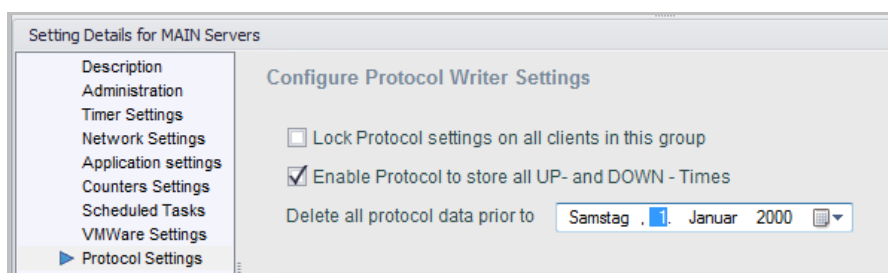 Setting Details for MAIN Servers
Description
Administration
Timer Settings
Network Settings
Application settings
Counters Settings
Scheduled Tasks
VMWare Settings
Protocol Settings
Configure Protocol Writer Settings
Lock Protocol settings on all clients in this group
Enable Protocol to store all UP- and DOWN - Times
Delete all protocol data prior to Samstag , 1. Januar 2000